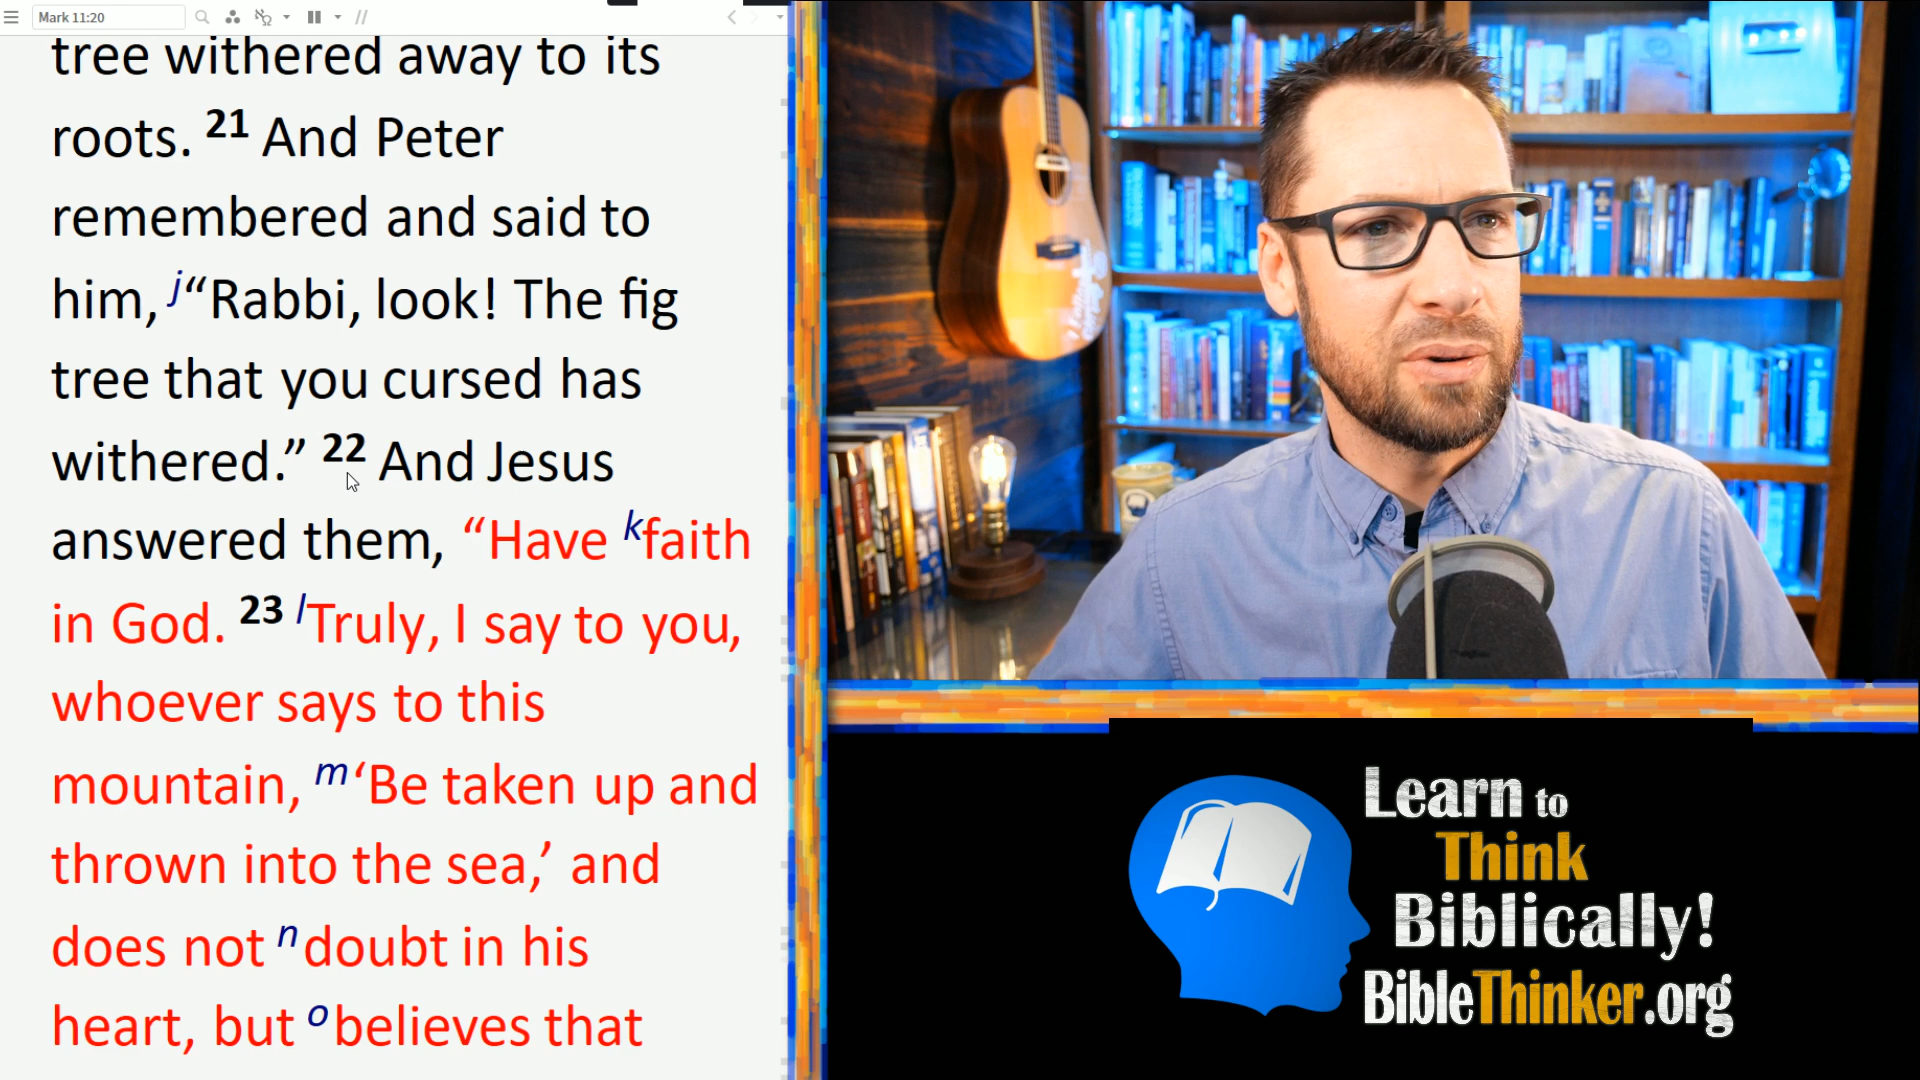 Mark 11:20
tree withered away to its
roots. 21 And Peter
remembered and said to
him, j“Rabbi, look! The fig
tree that you cursed has
withered.” 22 And Jesus
answered them, “Have kfaith
in God. 23 lTruly, I say to you,
whoever says to this
mountain, m‘Be taken up and
thrown into the sea,’ and
does not ndoubt in his
heart, but obelieves that
Learn to
Think
Biblically!
BibleThinker.org